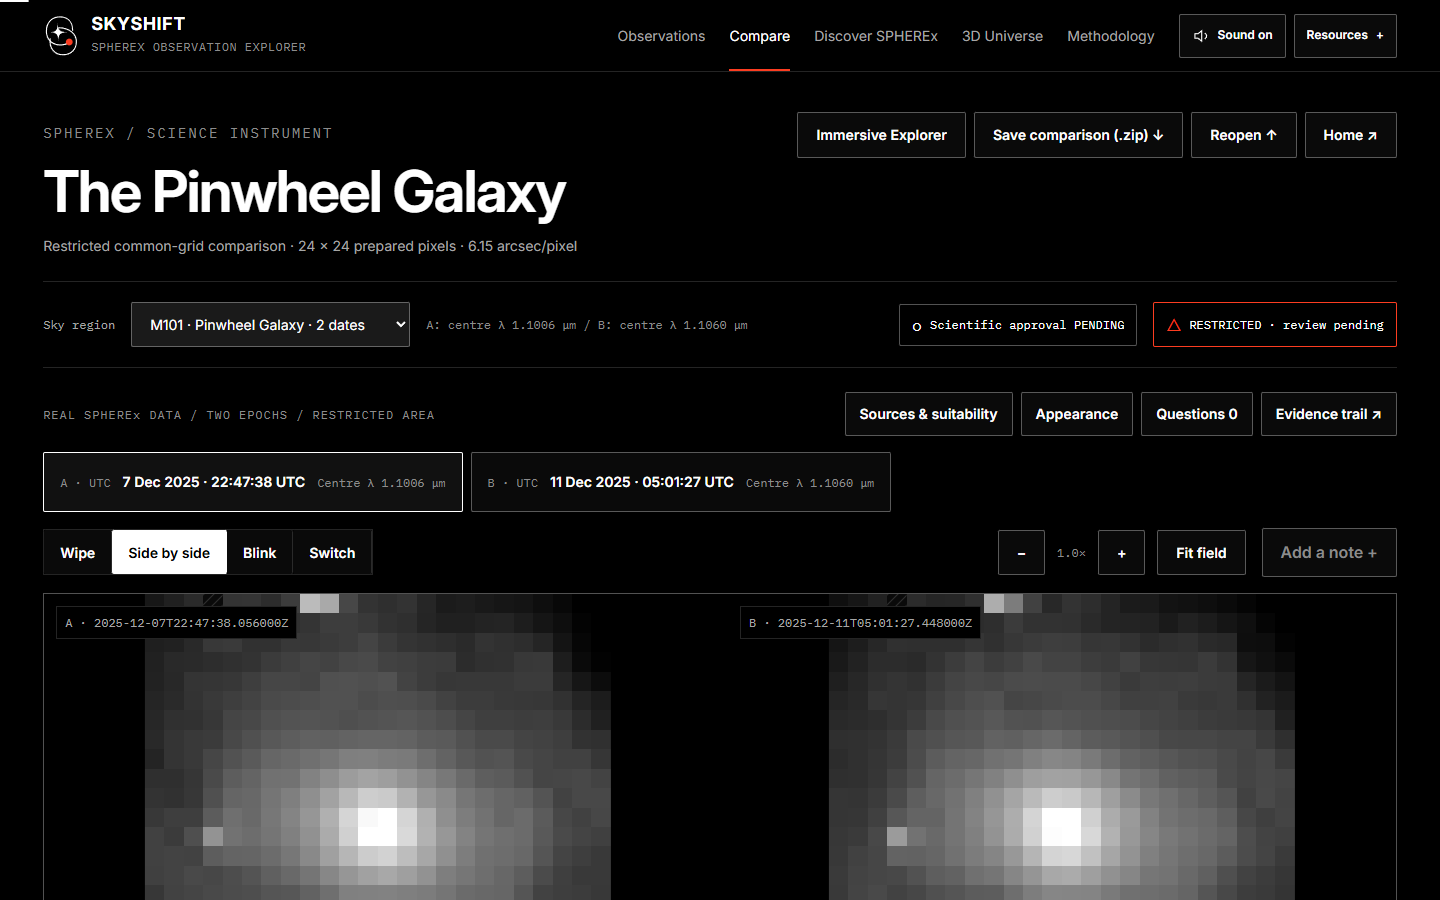 SKYSHIFT
SPHEREX OBSERVATION EXPLORER
Observations
Compare
Discover SPHEREx
3D Universe
Methodology
Sound on
Resources +
SPHEREX / SCIENCE INSTRUMENT
Immersive Explorer
Save comparison (.zip) ↓
Reopen ↑
Home ↗
The Pinwheel Galaxy
Restricted common-grid comparison · 24 × 24 prepared pixels · 6.15 arcsec/pixel
Sky region
M101 · Pinwheel Galaxy · 2 dates
A: centre λ 1.1006 µm / B: centre λ 1.1060 µm
Scientific approval PENDING
RESTRICTED · review pending
REAL SPHEREx DATA / TWO EPOCHS / RESTRICTED AREA
Sources & suitability
Appearance
Questions 0
Evidence trail ↗
A · UTC 7 Dec 2025 · 22:47:38 UTC Centre λ 1.1006 µm
B · UTC 11 Dec 2025 · 05:01:27 UTC Centre λ 1.1060 µm
Wipe
Side by side
Blink
Switch
− 1.0× +
Fit field
Add a note +
A · 2025-12-07T22:47:38.056000Z
B · 2025-12-11T05:01:27.448000Z